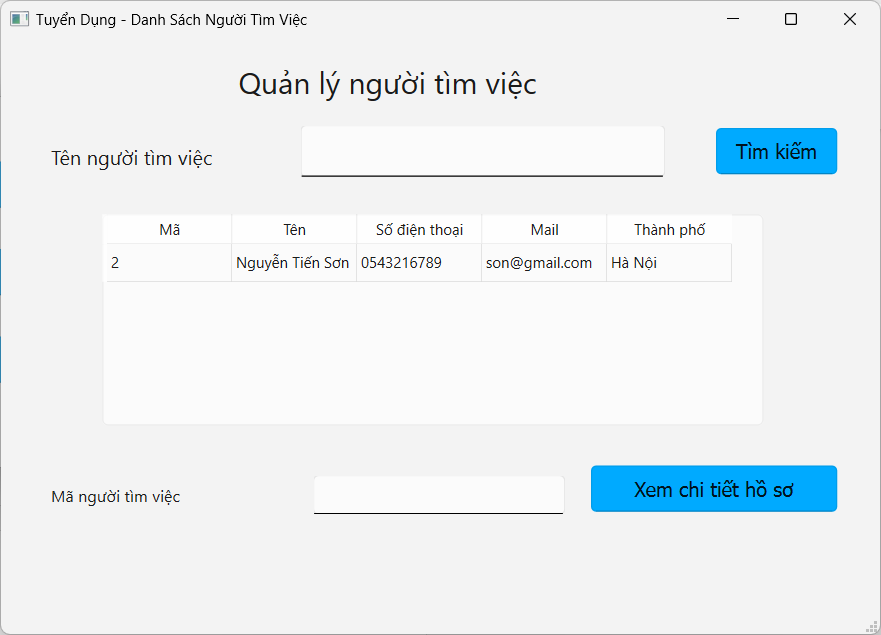 Tuyển Dụng - Danh Sách Người Tìm Việc
Quản lý người tìm việc
Tên người tìm việc
Tìm kiếm
Mã Tên Số điện thoại Mail Thành phố
2 Nguyễn Tiến Sơn 0543216789 son@gmail.com Hà Nội
Mã người tìm việc
Xem chi tiết hồ sơ